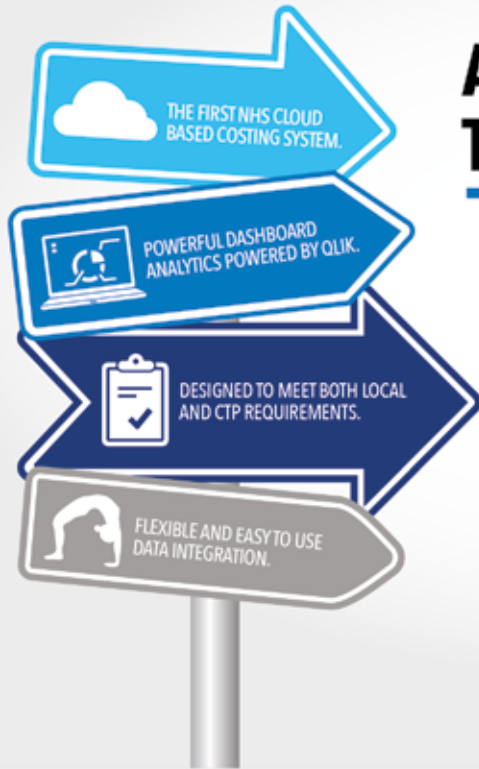 THE FIRST NHS CLOUD
BASED COSTING SYSTEM.
POWERFUL DASHBOARD
ANALYTICS POWERED BY QLIK.
DESIGNED TO MEET BOTH LOCAL
AND CTP REQUIREMENTS.
FLEXIBLE AND EASY TO USE
DATA INTEGRATION.